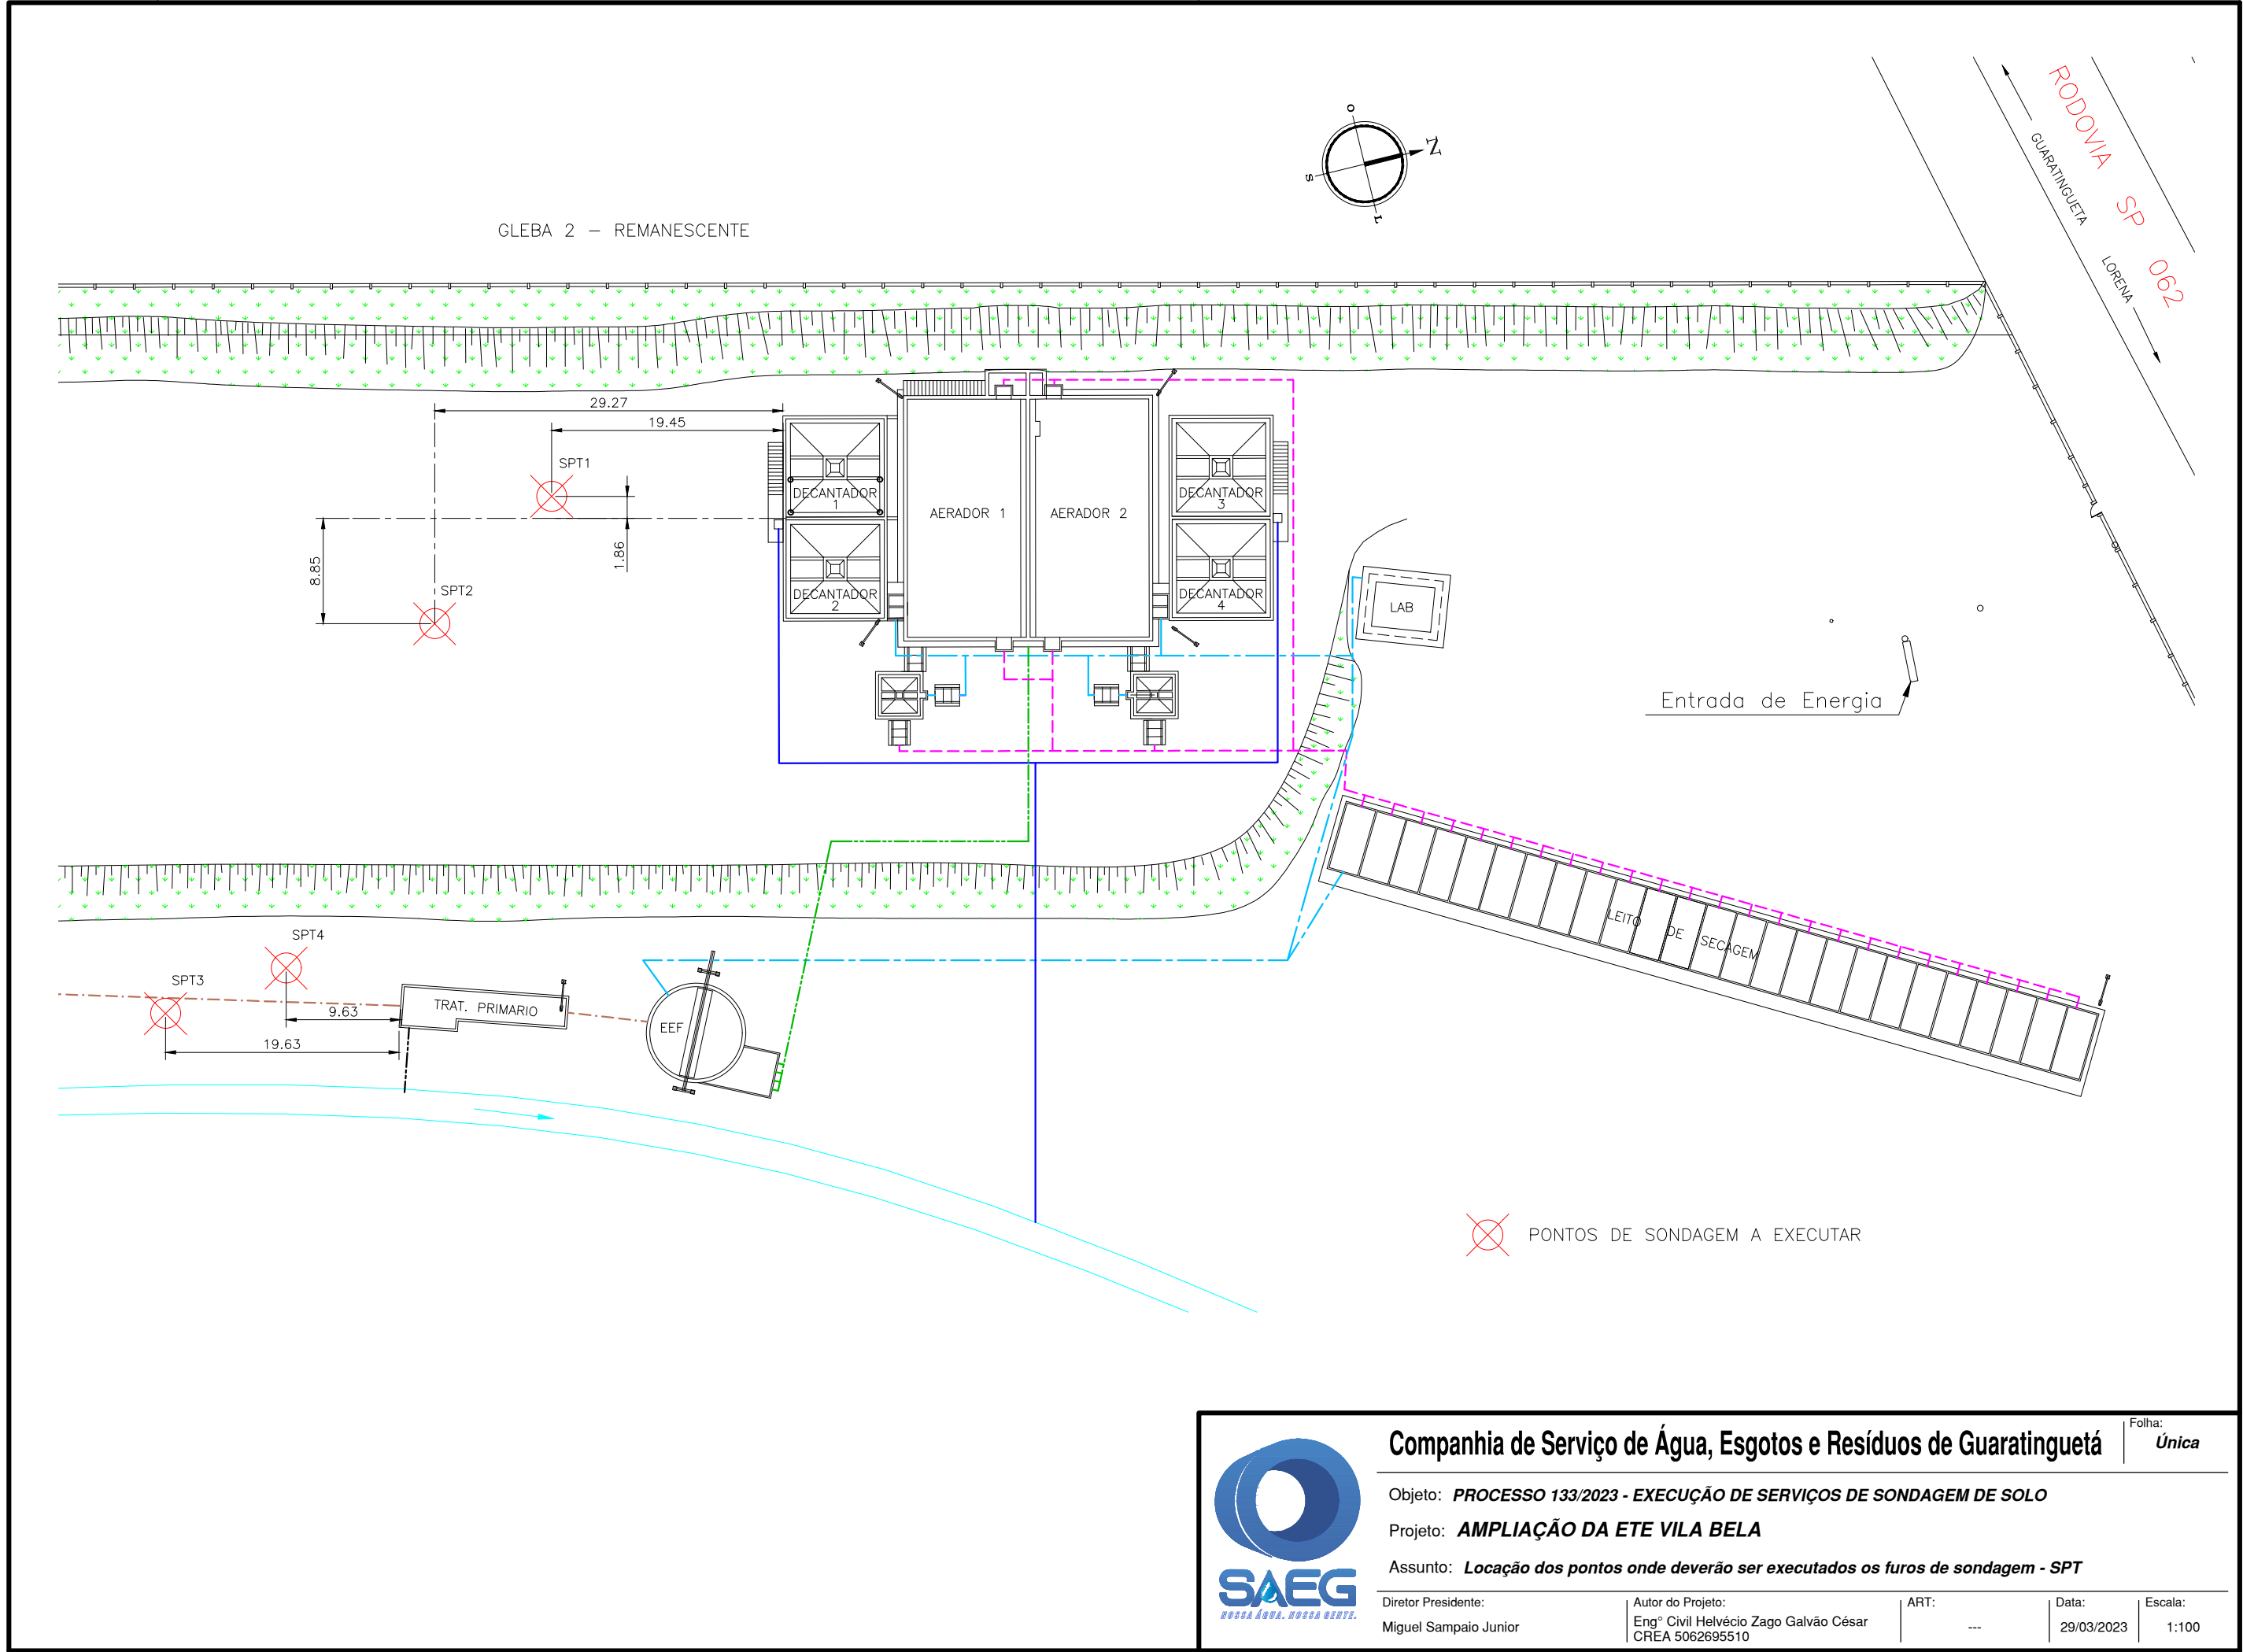 O
N
S
L
RODOVIA SP 062
GUARATINGUETA
LORENA
GLEBA 2 – REMANESCENTE
29.27
19.45
SPT1
1.86
8.85
SPT2
DECANTADOR
1
DECANTADOR
2
AERADOR 1
AERADOR 2
DECANTADOR
3
DECANTADOR
4
LAB
Entrada de Energia
LEITO DE SECAGEM
SPT4
SPT3
9.63
19.63
TRAT. PRIMARIO
EEF
PONTOS DE SONDAGEM A EXECUTAR
Companhia de Serviço de Água, Esgotos e Resíduos de Guaratinguetá
Folha:
Única
Objeto: PROCESSO 133/2023 - EXECUÇÃO DE SERVIÇOS DE SONDAGEM DE SOLO
Projeto: AMPLIAÇÃO DA ETE VILA BELA
Assunto: Locação dos pontos onde deverão ser executados os furos de sondagem - SPT
SAEG
NOSSA ÁGUA. NOSSA GENTE.
Diretor Presidente:
Miguel Sampaio Junior
Autor do Projeto:
Eng° Civil Helvécio Zago Galvão César
CREA 5062695510
ART:
---
Data:
29/03/2023
Escala:
1:100